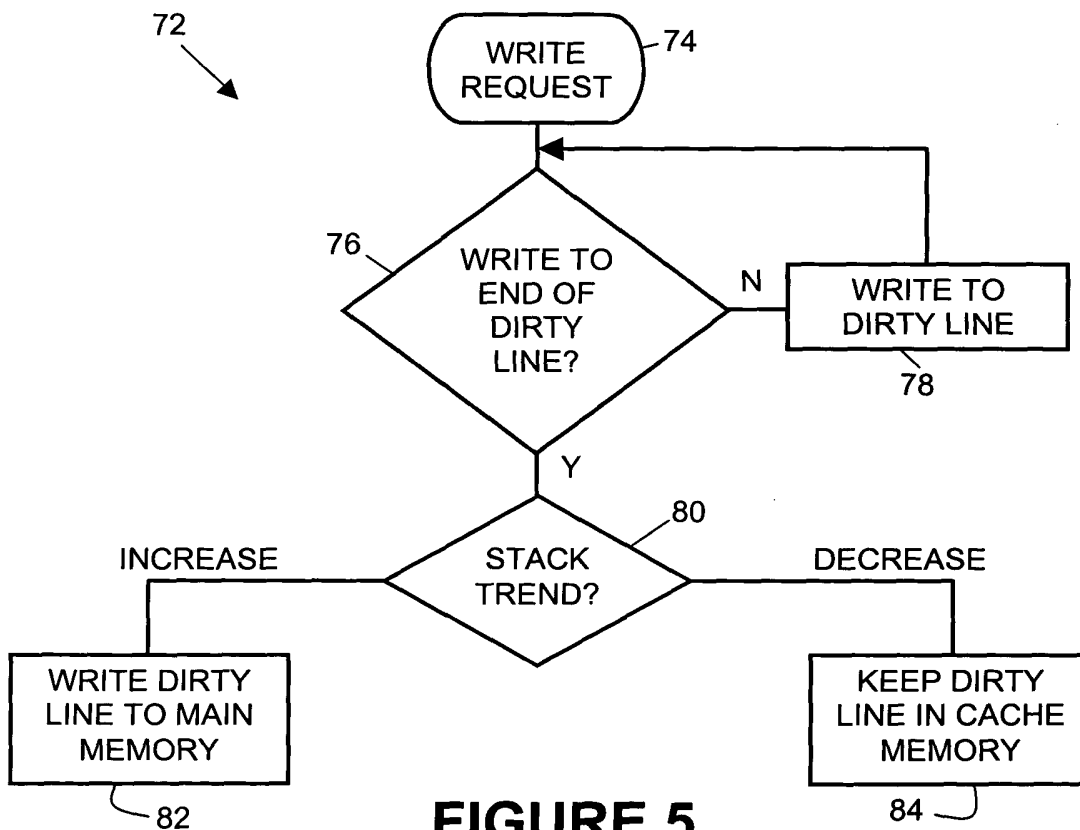 72
WRITE
REQUEST
74
76
WRITE TO
END OF
DIRTY
LINE?
N
WRITE TO
DIRTY LINE
78
Y
80
STACK
TREND?
INCREASE
DECREASE
WRITE DIRTY
LINE TO MAIN
MEMORY
82
KEEP DIRTY
LINE IN CACHE
MEMORY
84
FIGURE 5